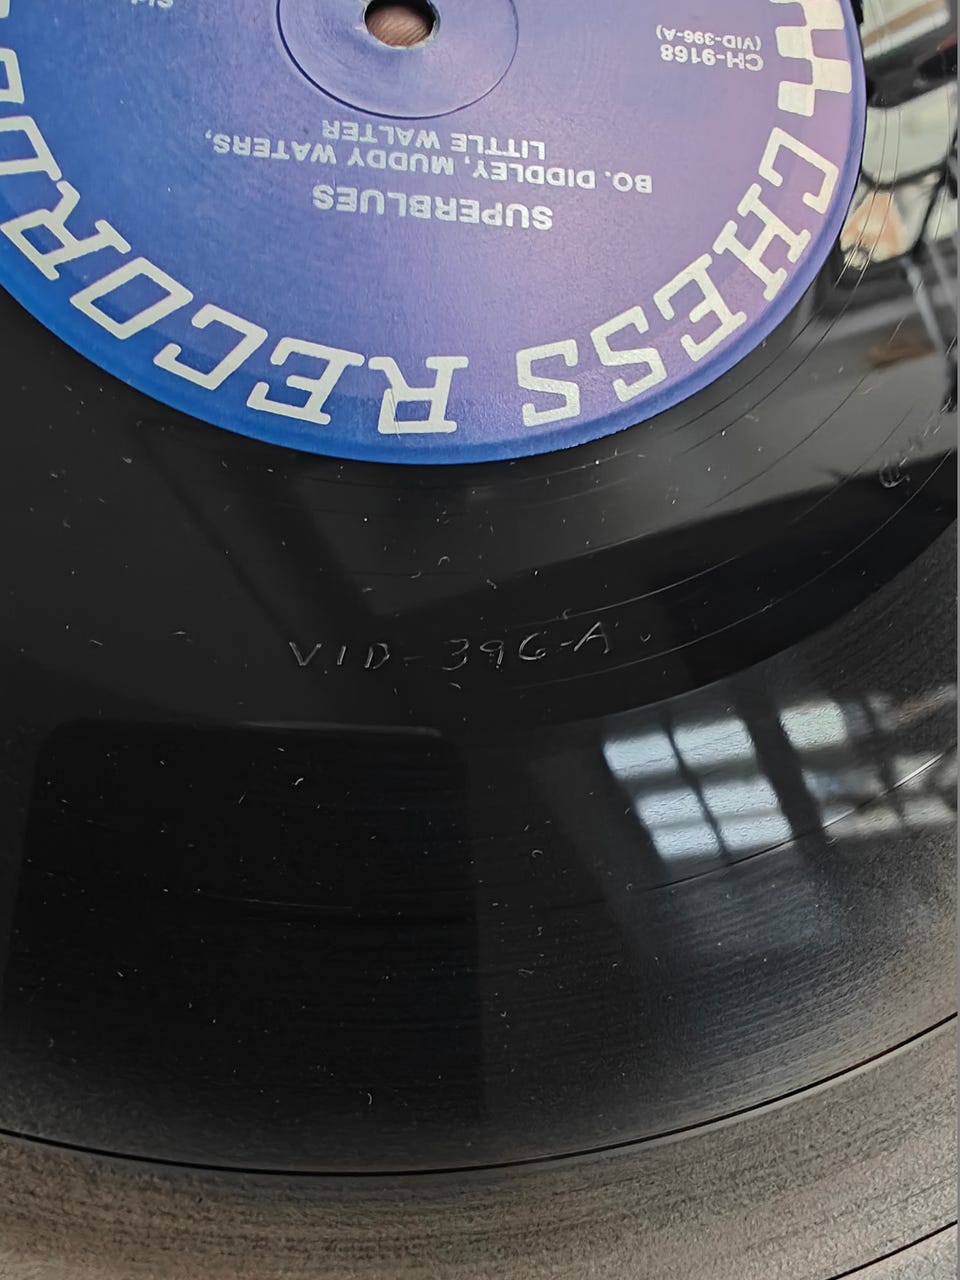 CHESS RECORDS
CH-9168
(VID-396-A)
SUPERBLUES
BO. DIDDLEY, MUDDY WATERS,
LITTLE WALTER
VID-396-A